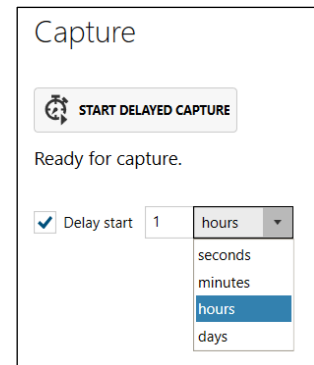 Capture
START DELAYED CAPTURE
Ready for capture.
Delay start 1 hours
seconds
minutes
hours
days